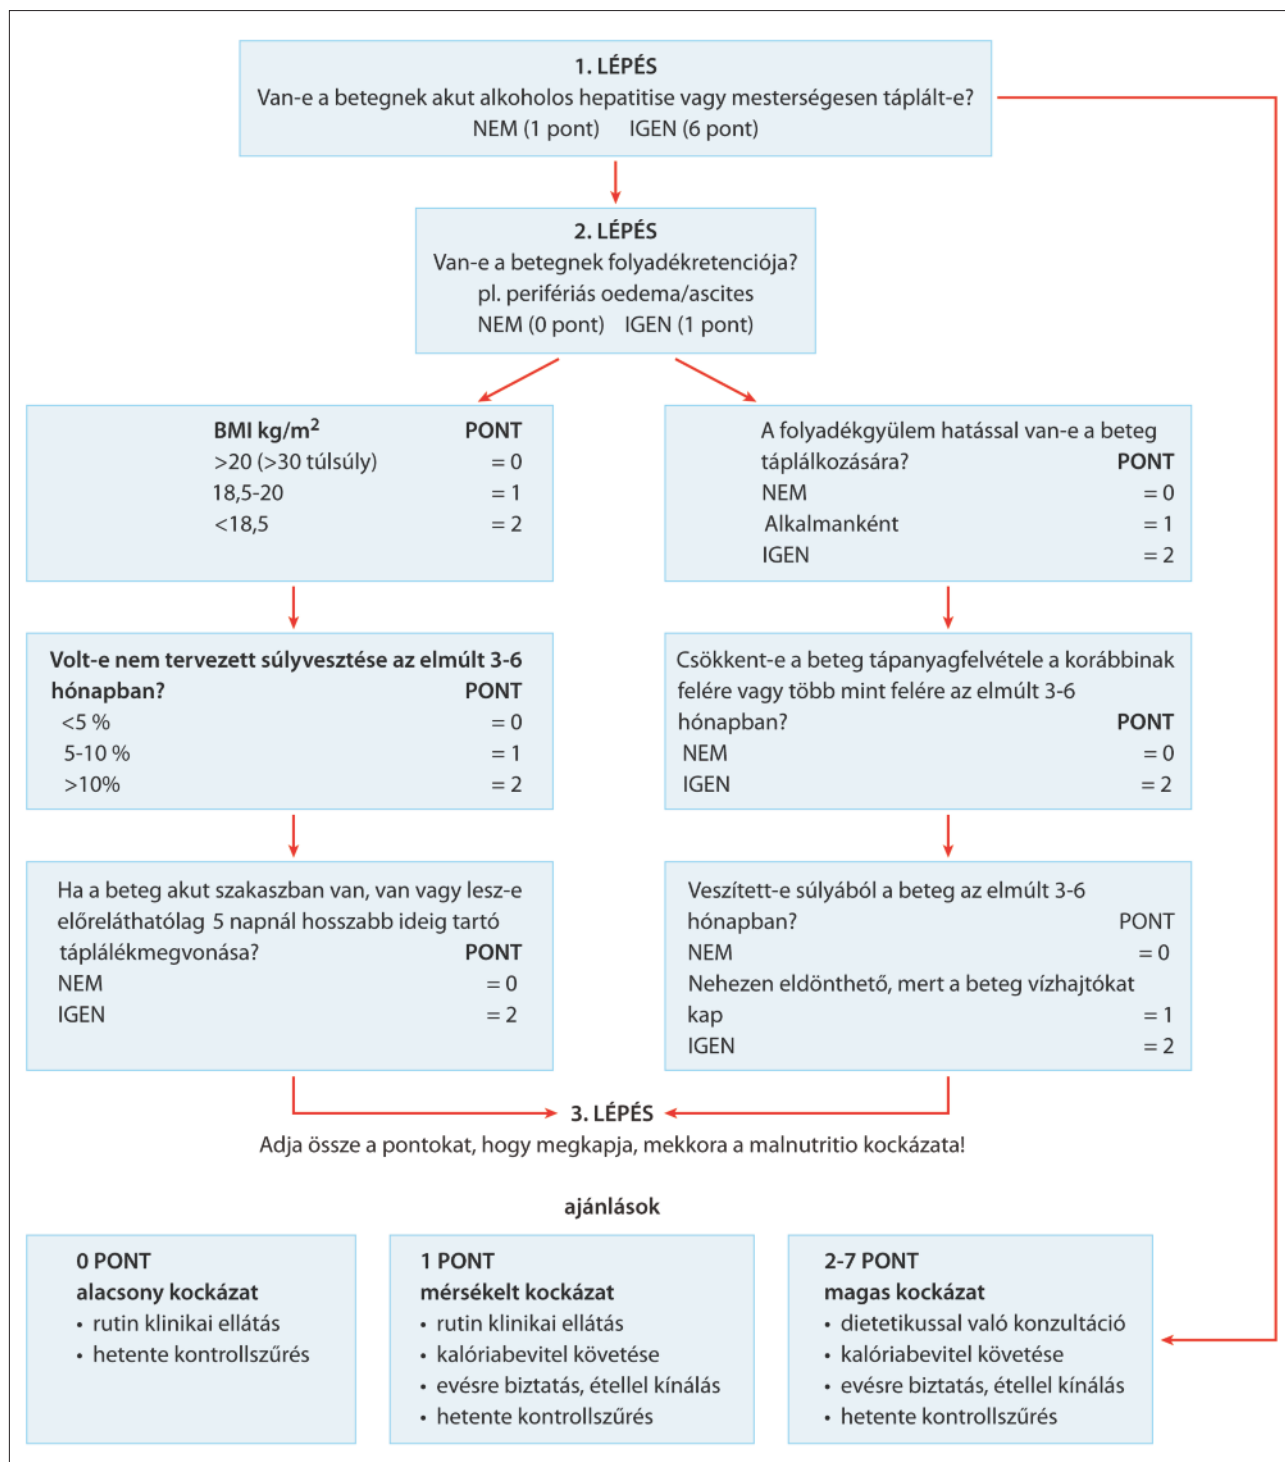 1. LÉPÉS
Van-e a betegnek akut alkoholos hepatitise vagy mesterségesen táplált-e?
NEM (1 pont) IGEN (6 pont)
2. LÉPÉS
Van-e a betegnek folyadékretenciója?
pl. perifériás oedema/ascites
NEM (0 pont) IGEN (1 pont)
BMI kg/m² PONT
>20 (>30 túlsúly) = 0
18,5-20 = 1
<18,5 = 2
Volt-e nem tervezett súlyvesztése az elmúlt 3-6
hónapban? PONT
<5 % = 0
5-10 % = 1
>10% = 2
Ha a beteg akut szakaszban van, van vagy lesz-e
előreláthatólag 5 napnál hosszabb ideig tartó
táplálékmegvonása? PONT
NEM = 0
IGEN = 2
A folyadékgyülem hatással van-e a beteg
táplálkozására? PONT
NEM = 0
Alkalmanként = 1
IGEN = 2
Csökkent-e a beteg tápanyagfelvétele a korábbinak
felére vagy több mint felére az elmúlt 3-6
hónapban? PONT
NEM = 0
IGEN = 2
Veszített-e súlyából a beteg az elmúlt 3-6
hónapban? PONT
NEM = 0
Nehezen eldönthető, mert a beteg vízhajtókat
kap = 1
IGEN = 2
3. LÉPÉS
Adja össze a pontokat, hogy megkapja, mekkora a malnutritio kockázata!
ajánlások
0 PONT
alacsony kockázat
• rutin klinikai ellátás
• hetente kontrollszűrés
1 PONT
mérsékelt kockázat
• rutin klinikai ellátás
• kalóriabevitel követése
• evésre biztatás, étellel kínálás
• hetente kontrollszűrés
2-7 PONT
magas kockázat
• dietetikussal való konzultáció
• kalóriabevitel követése
• evésre biztatás, étellel kínálás
• hetente kontrollszűrés